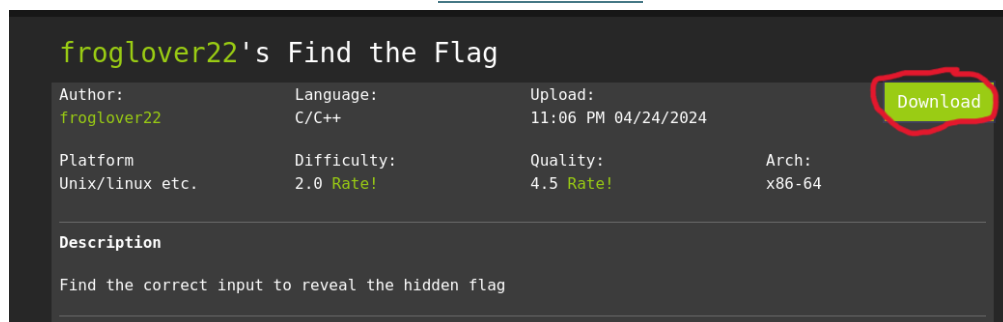 froglover22's Find the Flag
Author: Language: Upload: Download
froglover22 C/C++ 11:06 PM 04/24/2024
Platform Difficulty: Quality: Arch:
Unix/linux etc. 2.0 Rate! 4.5 Rate! x86-64
Description
Find the correct input to reveal the hidden flag